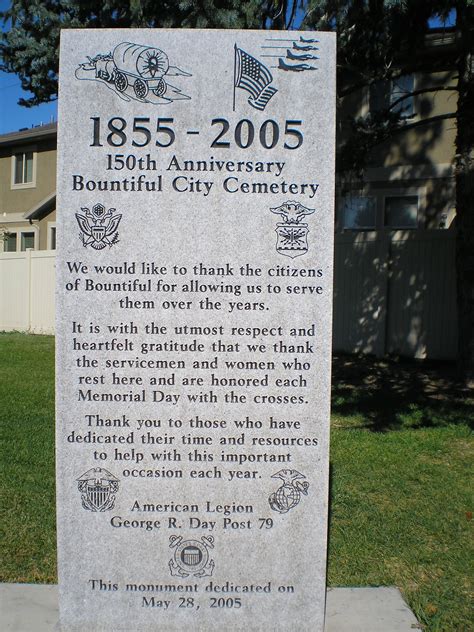 1855 - 2005
150th Anniversary
Bountiful City Cemetery
We would like to thank the citizens
of Bountiful for allowing us to serve
them over the years.
It is with the utmost respect and
heartfelt gratitude that we thank
the servicemen and women who
rest here and are honored each
Memorial Day with the crosses.
Thank you to those who have
dedicated their time and resources
to help with this important
occasion each year.
American Legion
George R. Day Post 79
This monument dedicated on
May 28, 2005